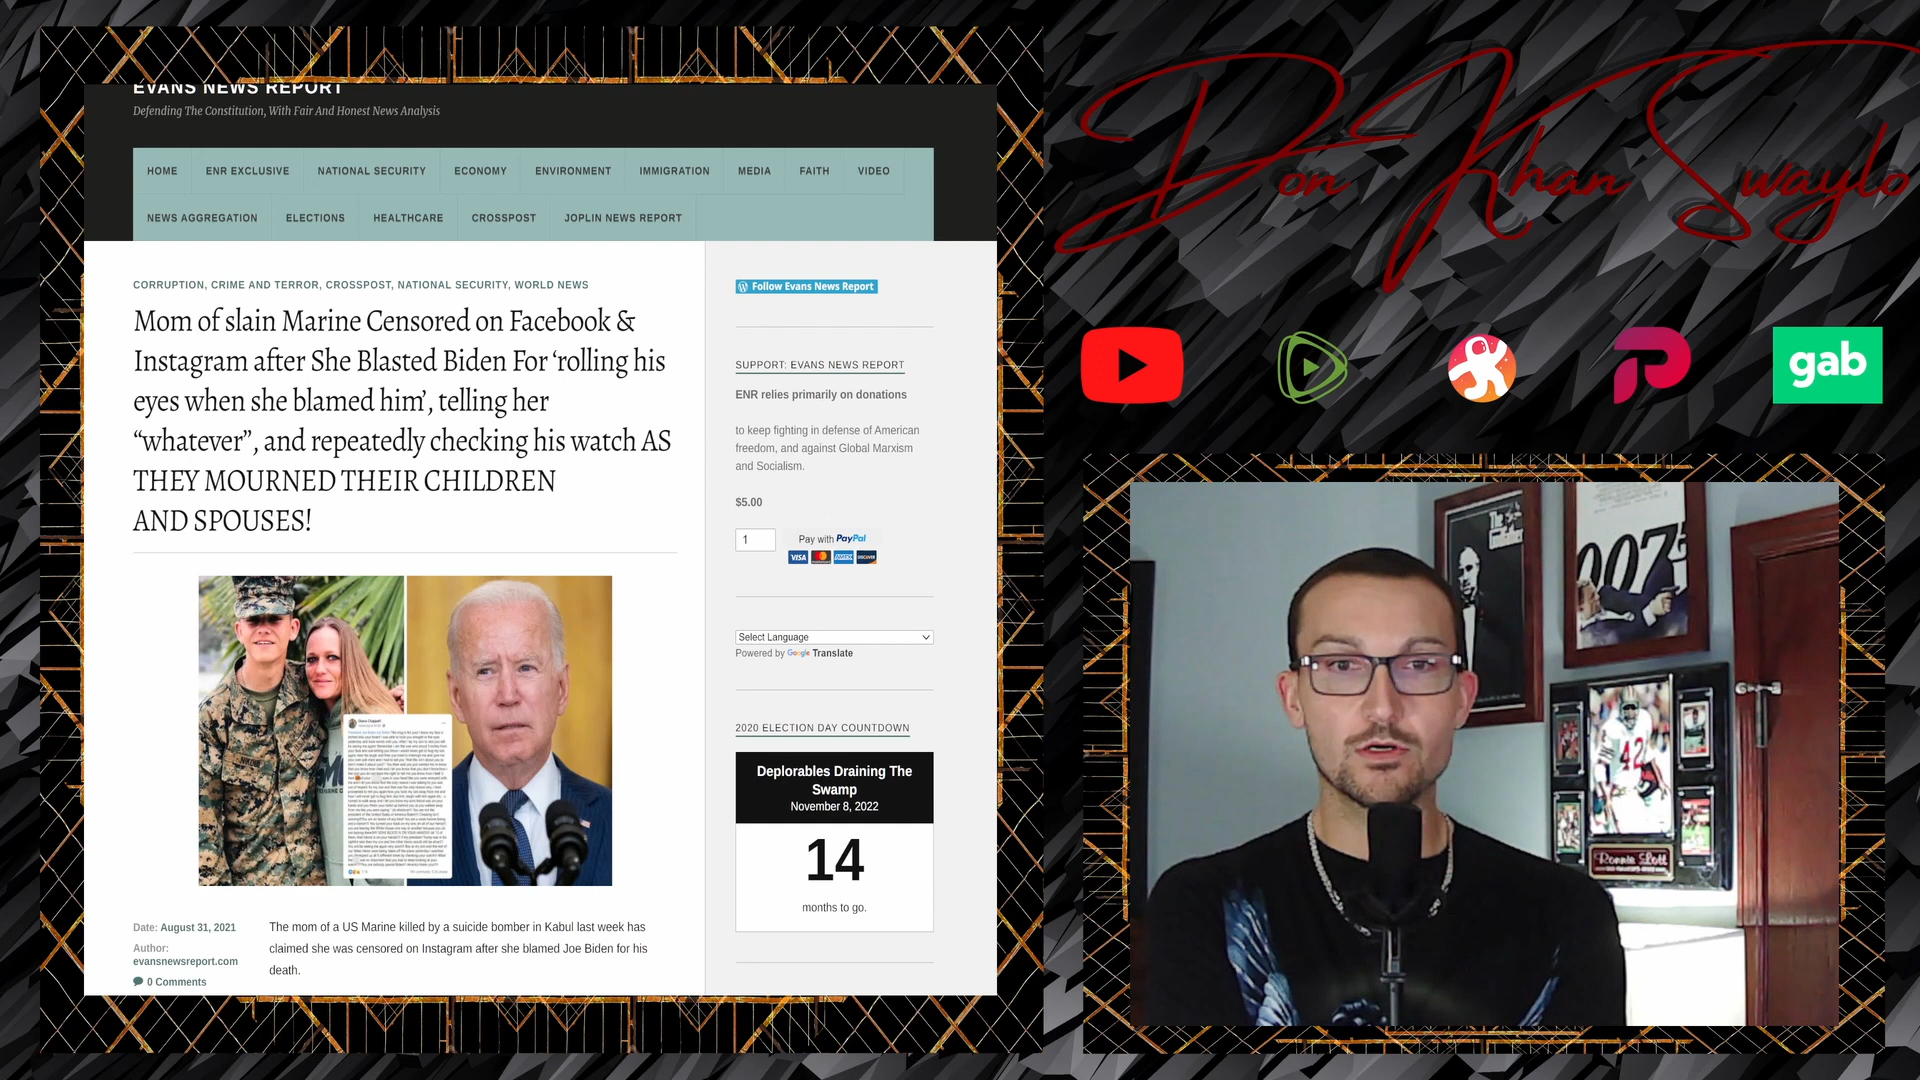 EVANS NEWS REPORT
Defending The Constitution, With Fair And Honest News Analysis
HOME ENR EXCLUSIVE NATIONAL SECURITY ECONOMY ENVIRONMENT IMMIGRATION MEDIA FAITH VIDEO
NEWS AGGREGATION ELECTIONS HEALTHCARE CROSSPOST JOPLIN NEWS REPORT
CORRUPTION, CRIME AND TERROR, CROSSPOST, NATIONAL SECURITY, WORLD NEWS
Mom of slain Marine Censored on Facebook &
Instagram after She Blasted Biden For ‘rolling his
eyes when she blamed him’, telling her
“whatever”, and repeatedly checking his watch AS
THEY MOURNED THEIR CHILDREN
AND SPOUSES!
Date: August 31, 2021
Author:
evansnewsreport.com
0 Comments
The mom of a US Marine killed by a suicide bomber in Kabul last week has
claimed she was censored on Instagram after she blamed Joe Biden for his
death.
Follow Evans News Report
SUPPORT: EVANS NEWS REPORT
ENR relies primarily on donations
to keep fighting in defense of American
freedom, and against Global Marxism
and Socialism.
$5.00
1
Pay with PayPal
VISA
DISCOVER
Select Language
Powered by Google Translate
2020 ELECTION DAY COUNTDOWN
Deplorables Draining The
Swamp
November 8, 2022
14
months to go.
Don Khan Swaylo
gab
The
Godfather
007
42
Ronnie Lott